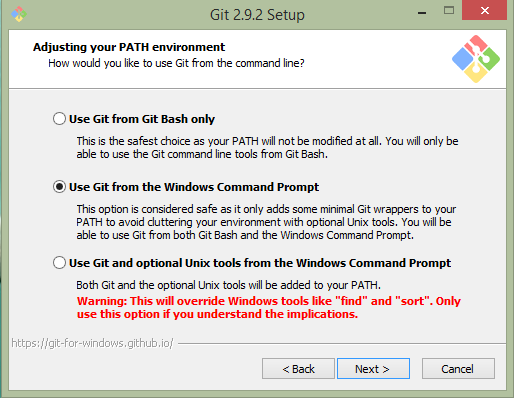 Git 2.9.2 Setup
Adjusting your PATH environment
How would you like to use Git from the command line?
Use Git from Git Bash only
This is the safest choice as your PATH will not be modified at all. You will only be
able to use the Git command line tools from Git Bash.
Use Git from the Windows Command Prompt
This option is considered safe as it only adds some minimal Git wrappers to your
PATH to avoid cluttering your environment with optional Unix tools. You will be
able to use Git from both Git Bash and the Windows Command Prompt.
Use Git and optional Unix tools from the Windows Command Prompt
Both Git and the optional Unix tools will be added to your PATH.
Warning: This will override Windows tools like "find" and "sort". Only
use this option if you understand the implications.
https://git-for-windows.github.io/
< Back Next > Cancel